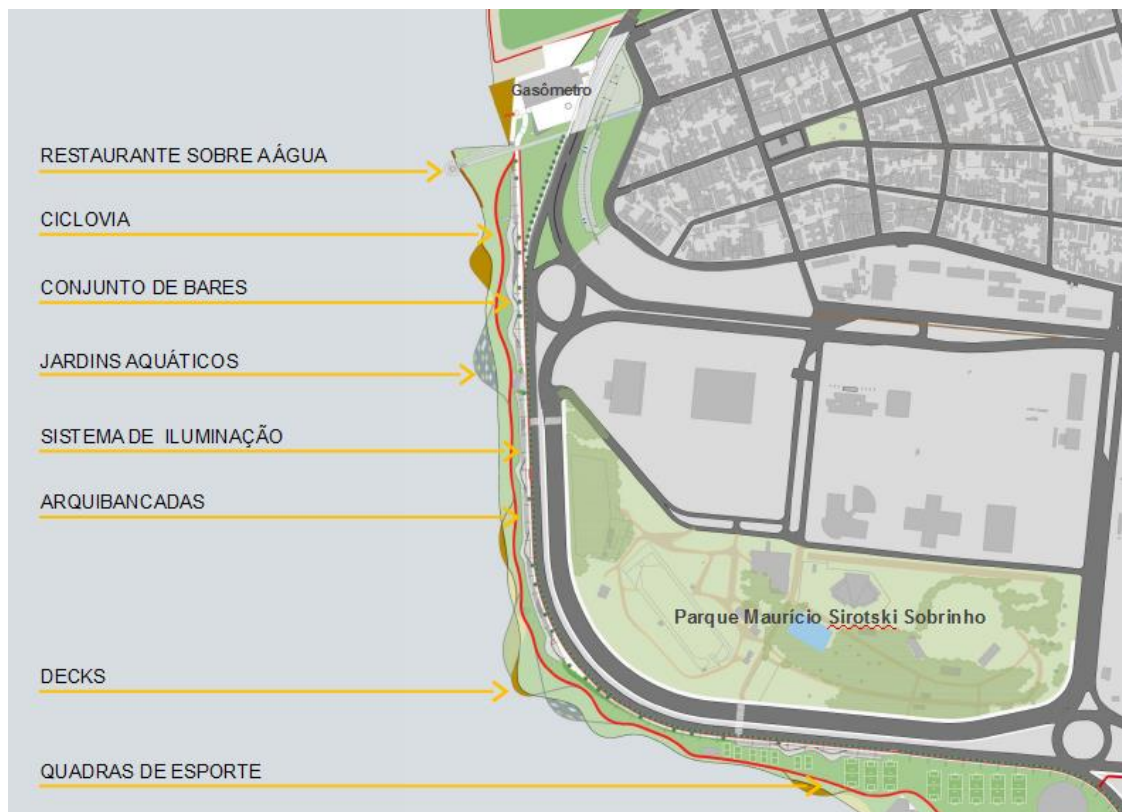 Gasômetro
RESTAURANTE SOBRE A ÁGUA
CICLOVIA
CONJUNTO DE BARES
JARDINS AQUÁTICOS
SISTEMA DE ILUMINAÇÃO
ARQUIBANCADAS
Parque Maurício Sirotski Sobrinho
DECKS
QUADRAS DE ESPORTE